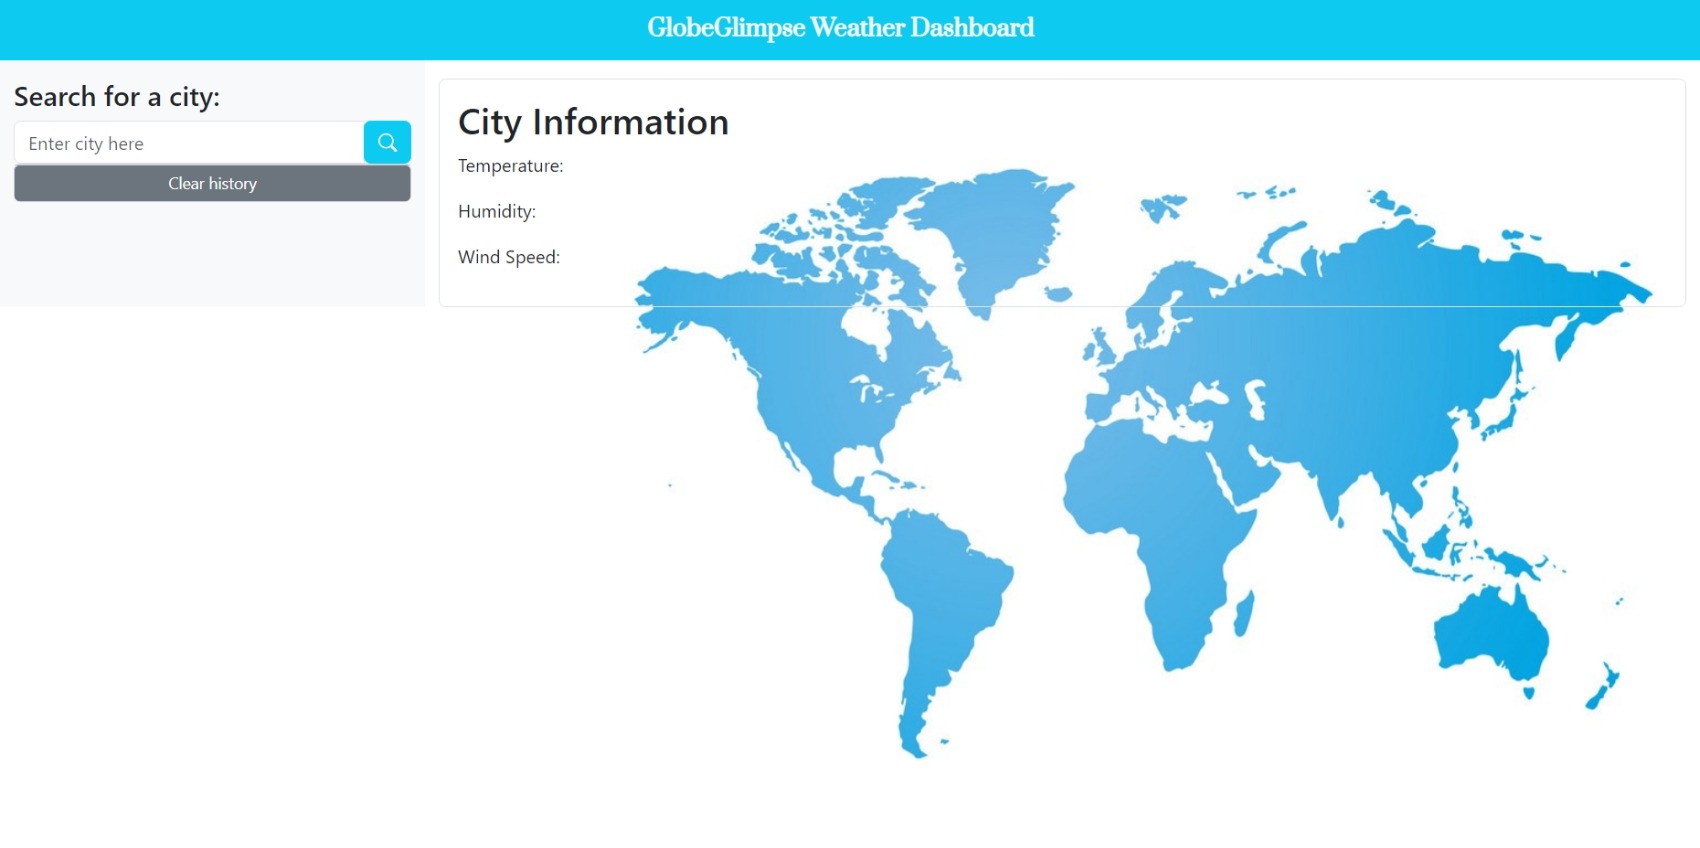 GlobeGlimpse Weather Dashboard
Search for a city:
Enter city here
Clear history
City Information
Temperature:
Humidity:
Wind Speed: